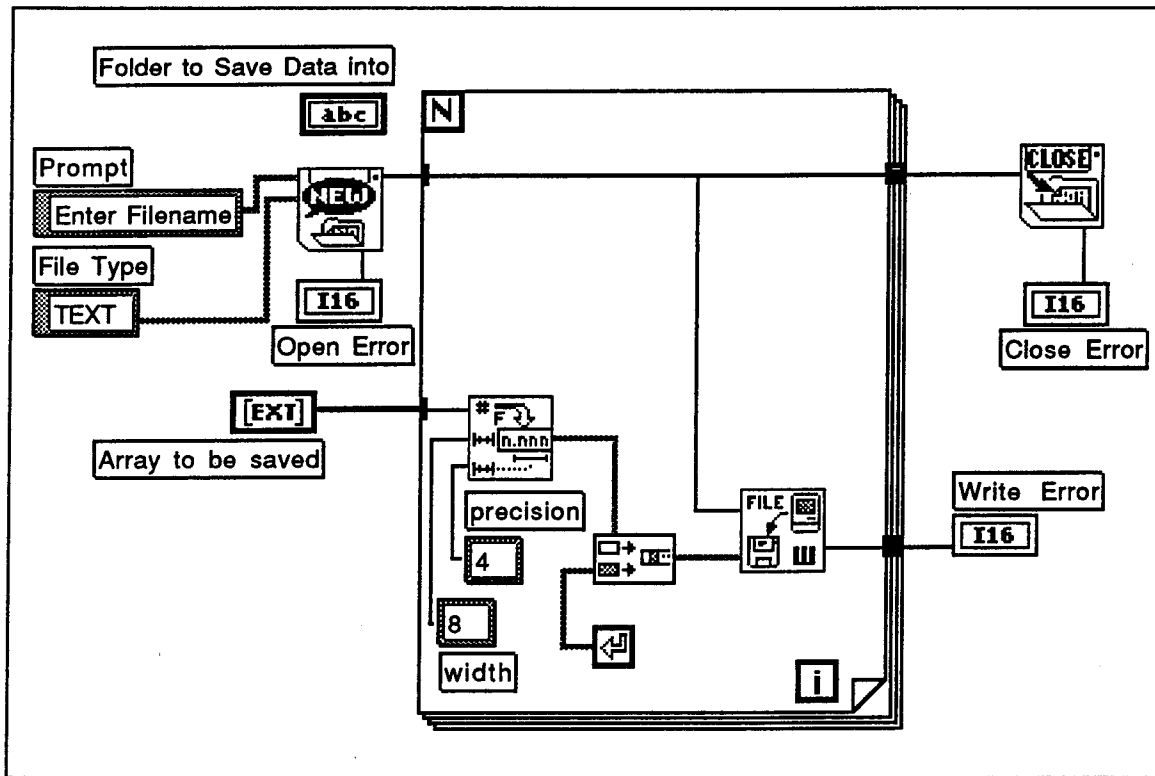 Folder to Save Data into
abc
N
Prompt
Enter Filename
NEW
CLOSE
File Type
TEXT
I16
Open Error
I16
Close Error
[EXT]
Array to be saved
#
F
n.nnn
precision
4
8
width
FILE
Write Error
I16
i